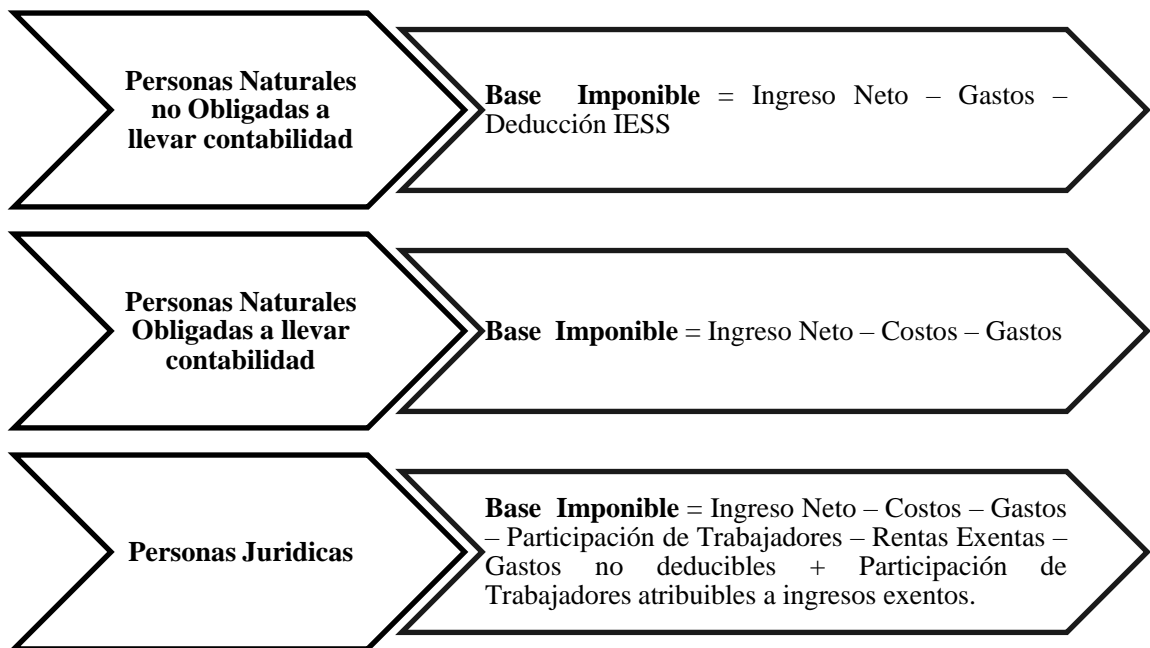 Personas Naturales
no Obligadas a
llevar contabilidad
Base Imponible = Ingreso Neto – Gastos –
Deducción IESS
Personas Naturales
Obligadas a llevar
contabilidad
Base Imponible = Ingreso Neto – Costos – Gastos
Personas Juridicas
Base Imponible = Ingreso Neto – Costos – Gastos
– Participación de Trabajadores – Rentas Exentas –
Gastos no deducibles + Participación de
Trabajadores atribuibles a ingresos exentos.